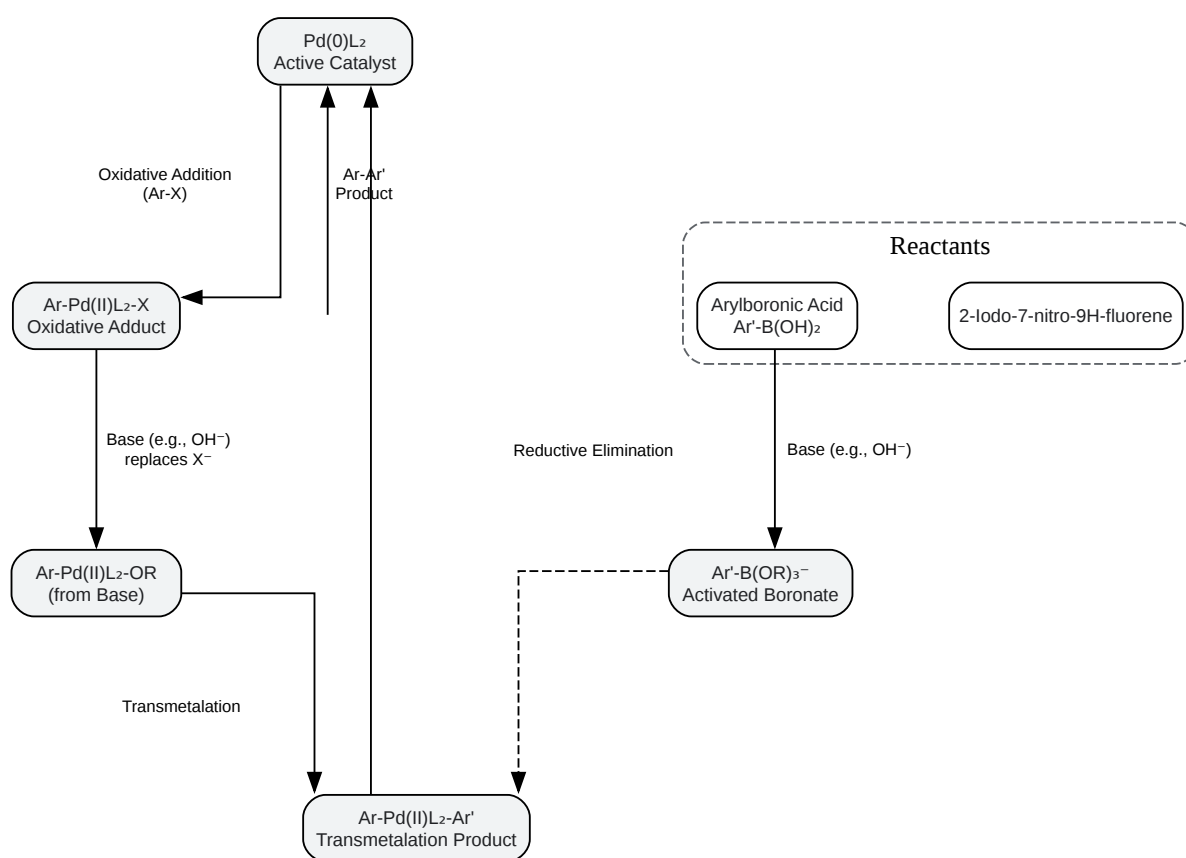 Pd(0)L₂
Active Catalyst
Oxidative Addition
(Ar-X)
Ar-Ar'
Product
Reactants
Ar-Pd(II)L₂-X
Oxidative Adduct
Arylboronic Acid
Ar'-B(OH)₂
2-Iodo-7-nitro-9H-fluorene
Base (e.g., OH⁻)
replaces X⁻
Reductive Elimination
Base (e.g., OH⁻)
Ar-Pd(II)L₂-OR
(from Base)
Ar'-B(OR)₃⁻
Activated Boronate
Transmetalation
Ar-Pd(II)L₂-Ar'
Transmetalation Product